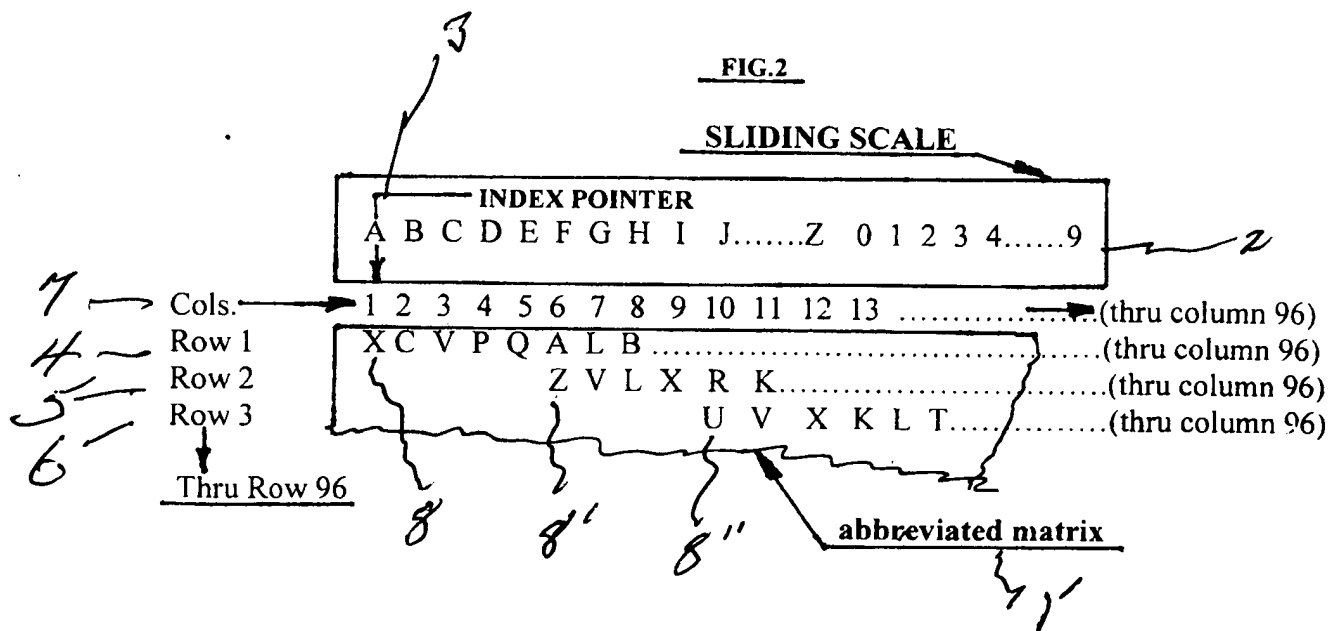 3
FIG.2
SLIDING SCALE
INDEX POINTER
A B C D E F G H I J.......Z 0 1 2 3 4......9
2
7 Cols. 1 2 3 4 5 6 7 8 9 10 11 12 13 ....................(thru column 96)
4 Row 1 X C V P Q A L B ........................................(thru column 96)
5 Row 2 Z V L X R K.............................(thru column 96)
6 Row 3 U V X K L T................(thru column 96)
Thru Row 96
8 8' 8" abbreviated matrix
1'